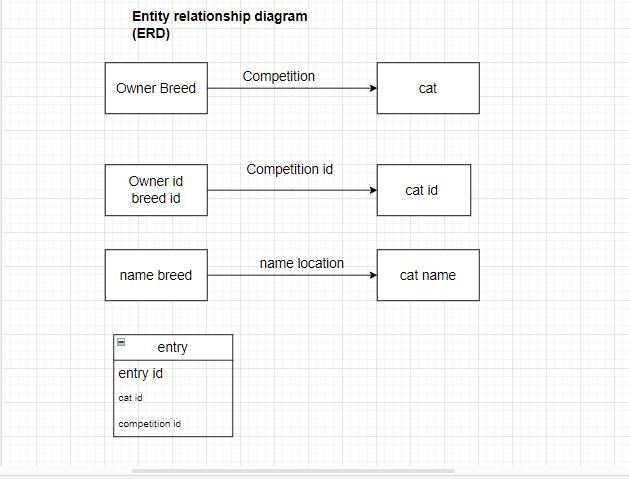 Entity relationship diagram
(ERD)
Owner Breed
Competition
cat
Owner id
breed id
Competition id
cat id
name breed
name location
cat name
entry
entry id
cat id
competition id